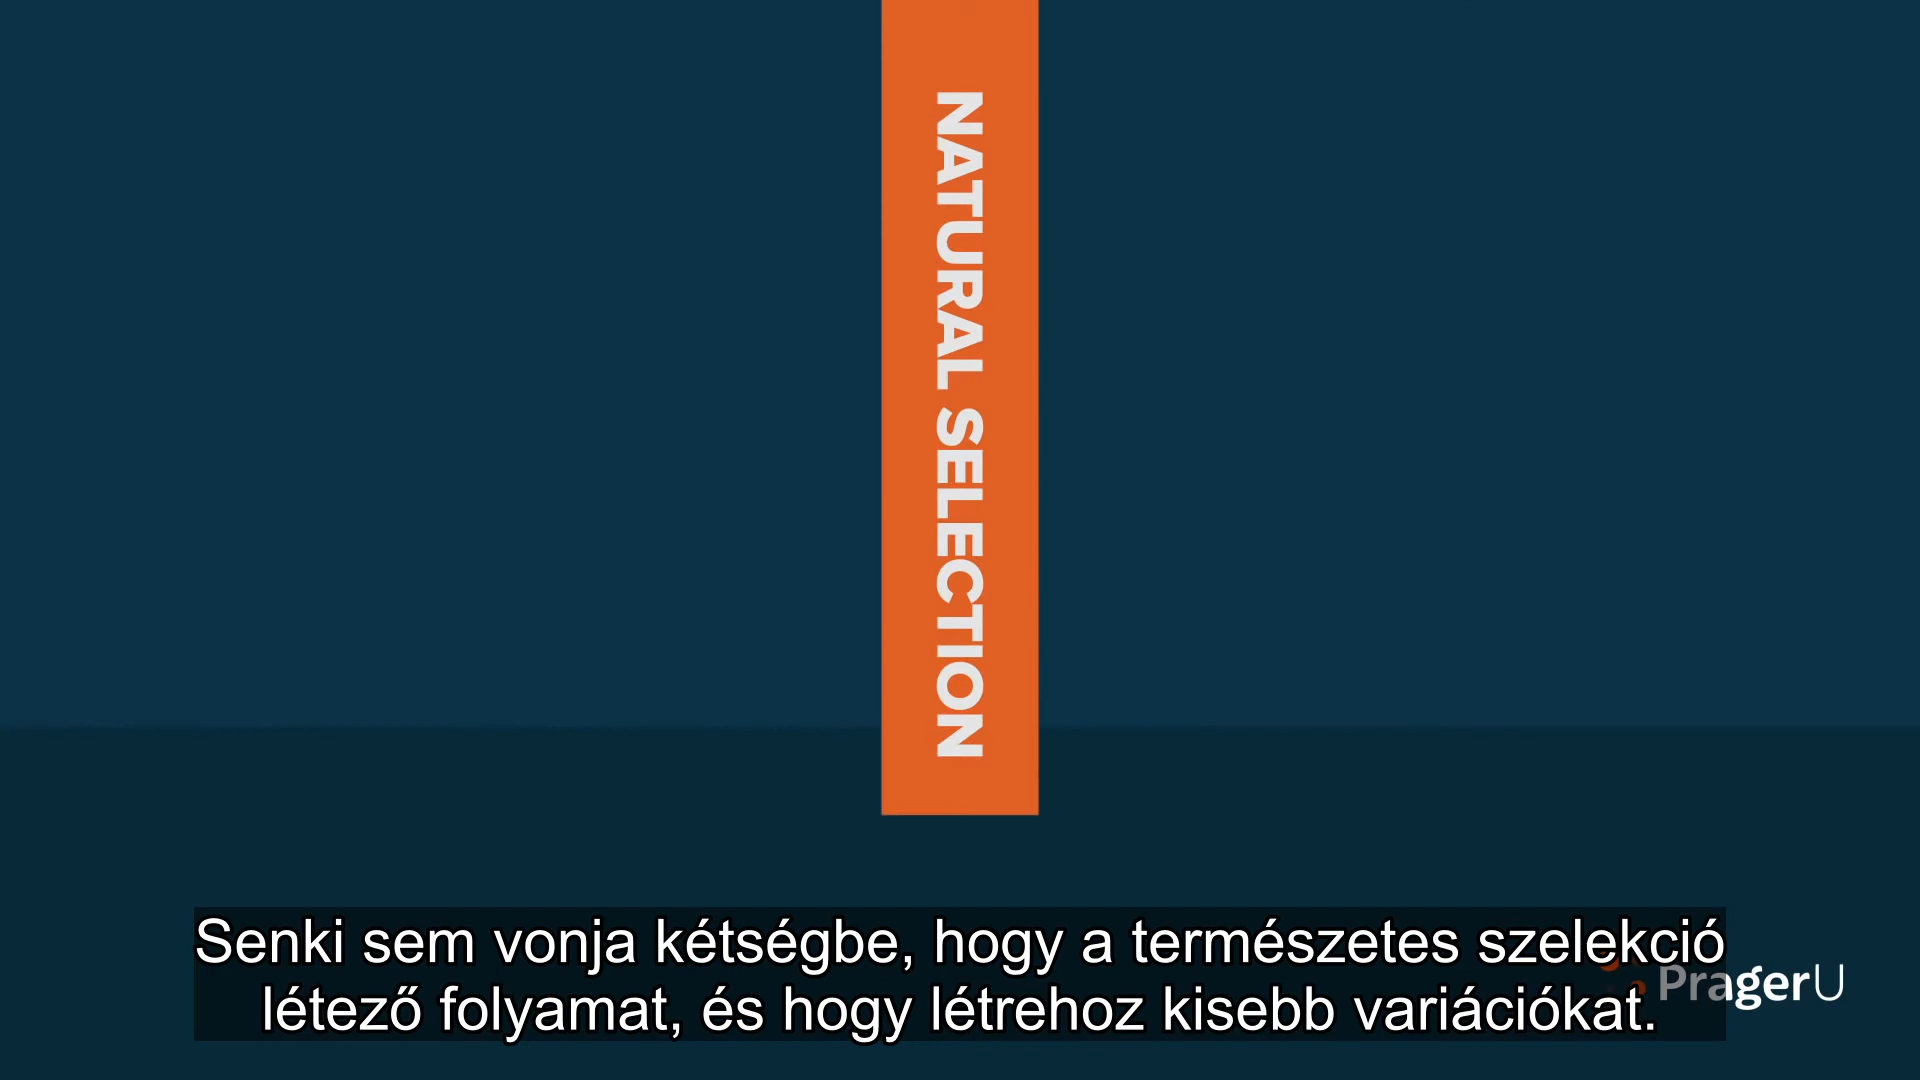 NATURAL SELECTION
Senki sem vonja kétségbe, hogy a természetes szelekció
létező folyamat, és hogy létrehoz kisebb variációkat.
PragerU